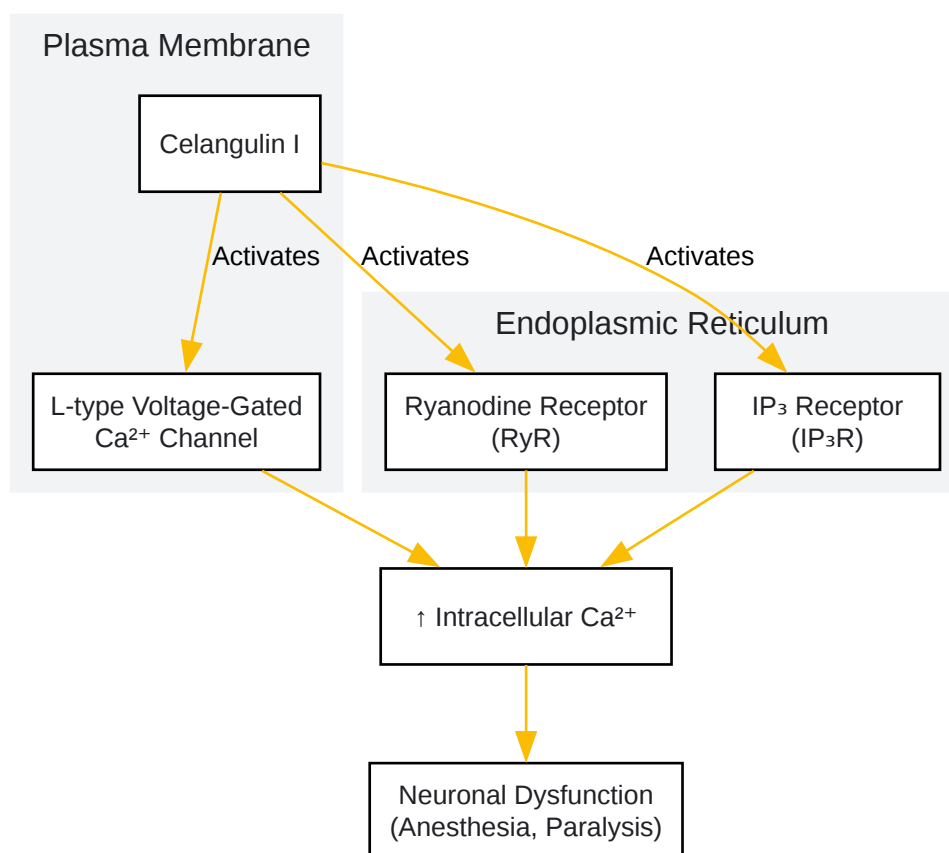 Plasma Membrane
Celangulin I
Activates
Activates
Activates
Endoplasmic Reticulum
L-type Voltage-Gated
Ca²⁺ Channel
Ryanodine Receptor
(RyR)
IP₃ Receptor
(IP₃R)
↑ Intracellular Ca²⁺
Neuronal Dysfunction
(Anesthesia, Paralysis)